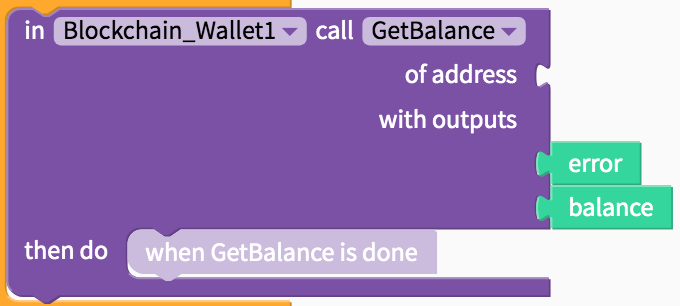 in Blockchain_Wallet1 call GetBalance
of address
with outputs
error
balance
then do when GetBalance is done